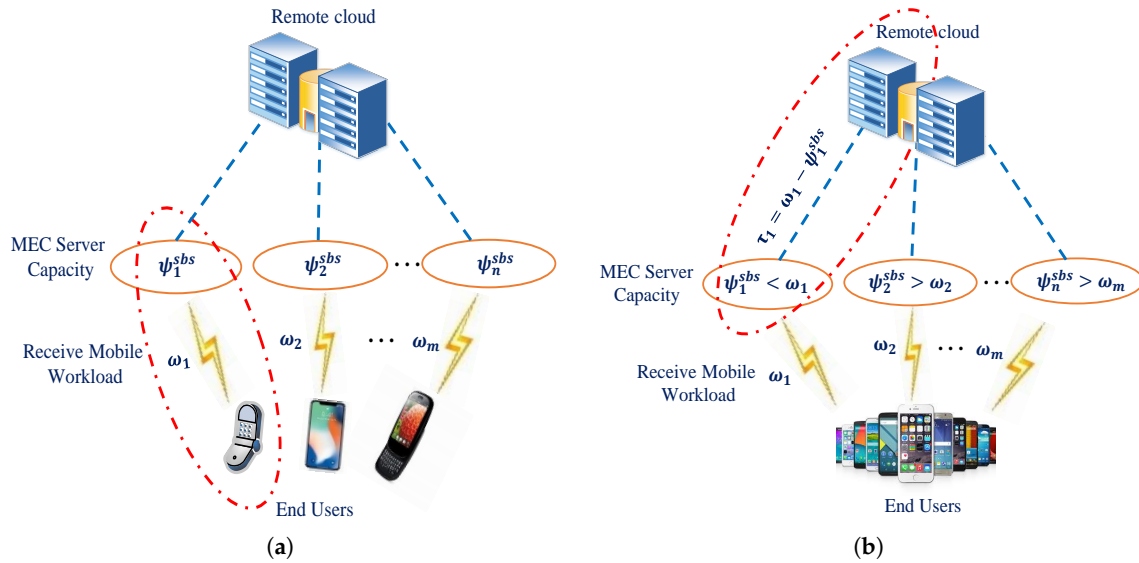 Remote cloud
MEC Server
Capacity
ψ₁ˢᵇˢ
ψ₂ˢᵇˢ
···
ψₙˢᵇˢ
Receive Mobile
Workload
ω₁
ω₂
···
ωₘ
End Users
(a)
Remote cloud
τ₁ = ω₁ − ψ₁ˢᵇˢ
MEC Server
Capacity
ψ₁ˢᵇˢ < ω₁
ψ₂ˢᵇˢ > ω₂
···
ψₙˢᵇˢ > ωₘ
Receive Mobile
Workload
ω₁
ω₂
···
ωₘ
End Users
(b)